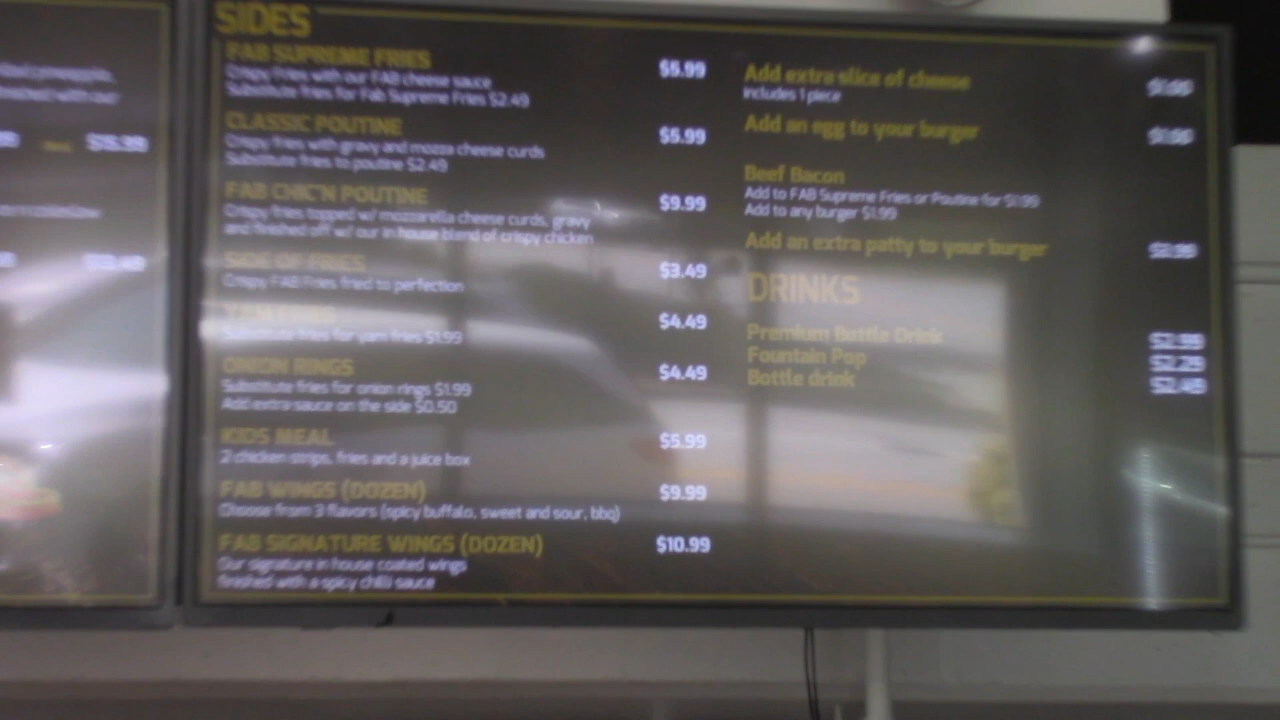 SIDES
FAB SUPREME FRIES $5.99
Crispy Fries with our FAB cheese sauce
Substitute fries for Fab Supreme Fries $2.49
CLASSIC POUTINE $5.99
Crispy fries with gravy and mozza cheese curds
Substitute fries to poutine $2.49
FAB CHIC'N POUTINE $9.99
Crispy fries topped w/ mozzarella cheese curds, gravy
and finished off w/ our in house blend of crispy chicken
SIDE OF FRIES $3.49
Crispy FAB Fries fried to perfection
YAM FRIES $4.49
Substitute fries for yam fries $1.99
ONION RINGS $4.49
Substitute fries for onion rings $1.99
Add extra sauce on the side $0.50
KIDS MEAL $5.99
2 chicken strips, fries and a juice box
FAB WINGS (DOZEN) $9.99
Choose from 3 flavors (spicy buffalo, sweet and sour, bbq)
FAB SIGNATURE WINGS (DOZEN) $10.99
Our signature in house coated wings
finished with a spicy chilli sauce
Add extra slice of cheese
includes 1 piece
Add an egg to your burger
Beef Bacon
Add to FAB Supreme Fries or Poutine for $1.99
Add to any burger $1.99
Add an extra patty to your burger
DRINKS
Premium Bottle Drink $2.99
Fountain Pop $2.29
Bottle drink $2.49